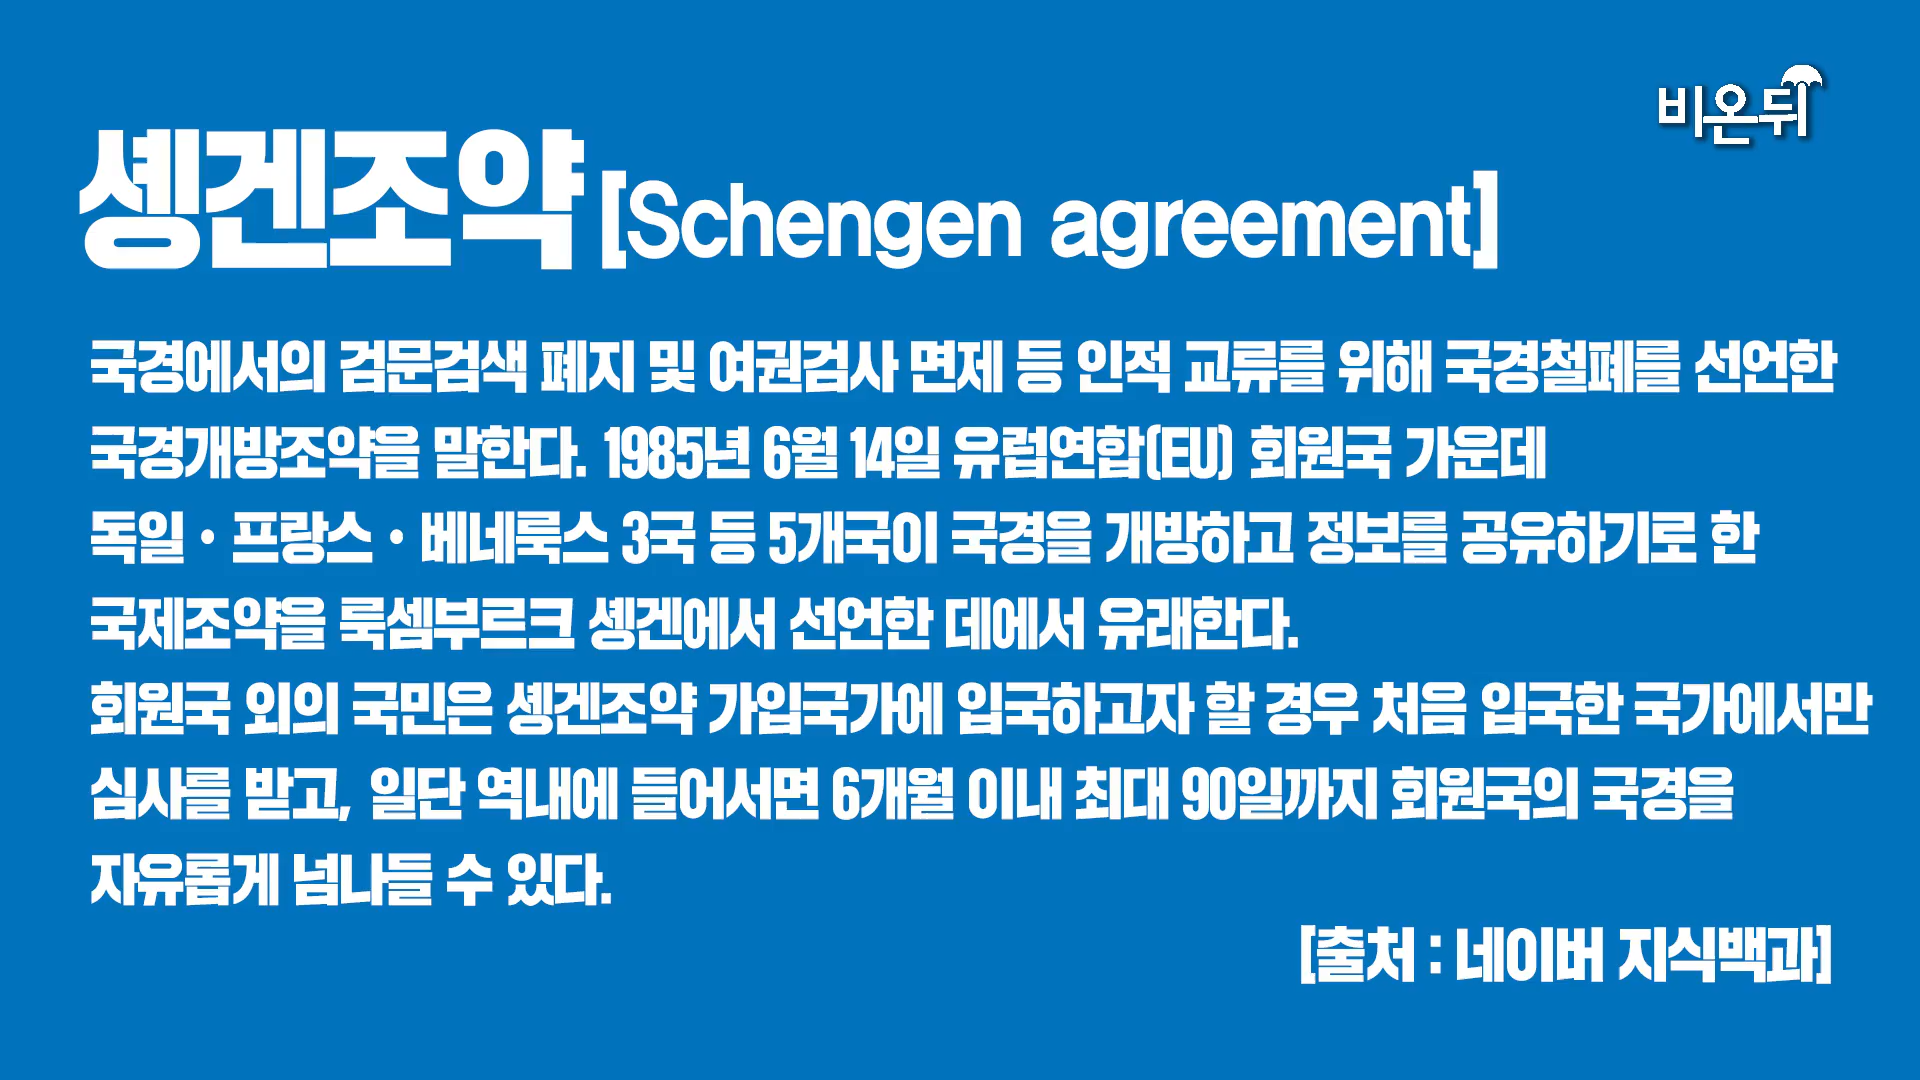 비온뒤
솅겐조약 [Schengen agreement]
국경에서의 검문검색 폐지 및 여권검사 면제 등 인적 교류를 위해 국경철폐를 선언한
국경개방조약을 말한다. 1985년 6월 14일 유럽연합(EU) 회원국 가운데
독일 · 프랑스 · 베네룩스 3국 등 5개국이 국경을 개방하고 정보를 공유하기로 한
국제조약을 룩셈부르크 솅겐에서 선언한 데에서 유래한다.
회원국 외의 국민은 솅겐조약 가입국가에 입국하고자 할 경우 처음 입국한 국가에서만
심사를 받고, 일단 역내에 들어서면 6개월 이내 최대 90일까지 회원국의 국경을
자유롭게 넘나들 수 있다.
[출처 : 네이버 지식백과]